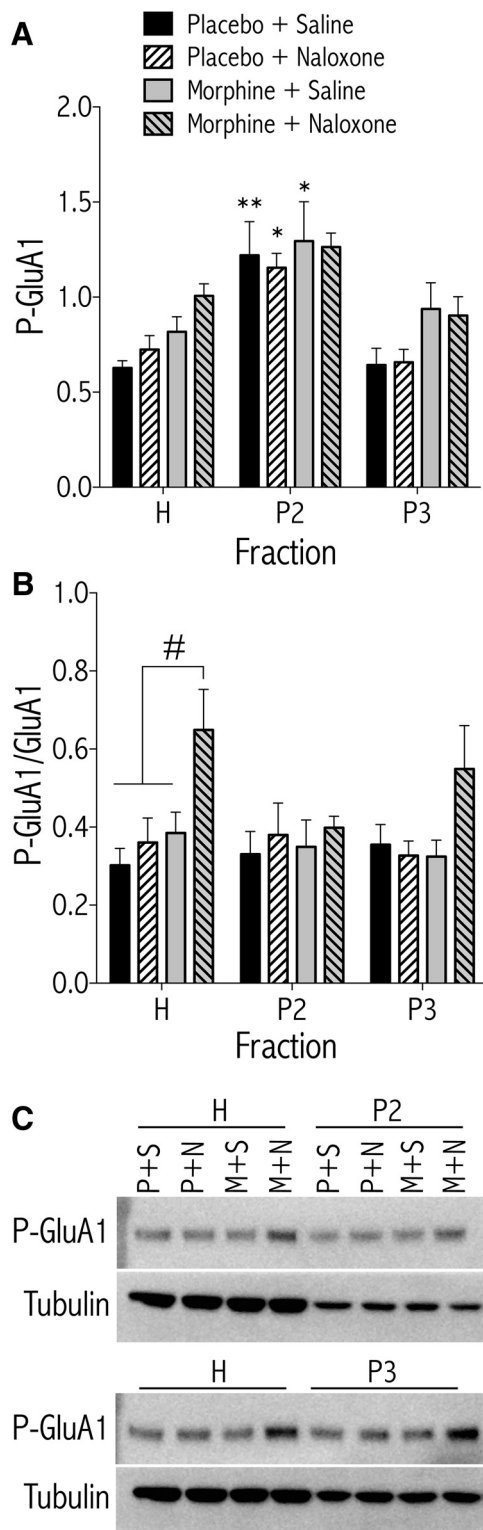 A
Placebo + Saline
Placebo + Naloxone
Morphine + Saline
Morphine + Naloxone
2.0
1.5
1.0
0.5
0.0
P-GluA1
** * *
H P2 P3
Fraction
B
1.0
0.8
0.6
0.4
0.2
0.0
P-GluA1/GluA1
#
H P2 P3
Fraction
C
H P2
P+S P+N M+S M+N P+S P+N M+S M+N
P-GluA1
Tubulin
H P3
P-GluA1
Tubulin